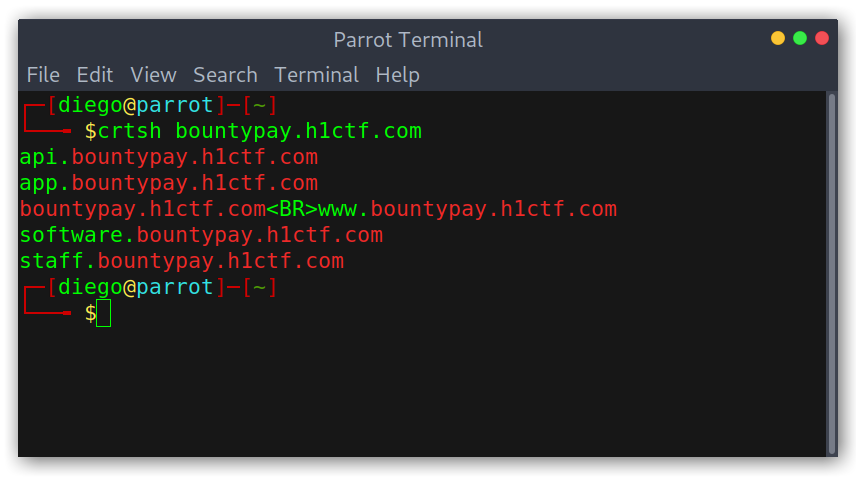 Parrot Terminal
File Edit View Search Terminal Help
┌─[diego@parrot]─[~]
└──╼ $crtsh bountypay.h1ctf.com
api.bountypay.h1ctf.com
app.bountypay.h1ctf.com
bountypay.h1ctf.com<BR>www.bountypay.h1ctf.com
software.bountypay.h1ctf.com
staff.bountypay.h1ctf.com
┌─[diego@parrot]─[~]
└──╼ $